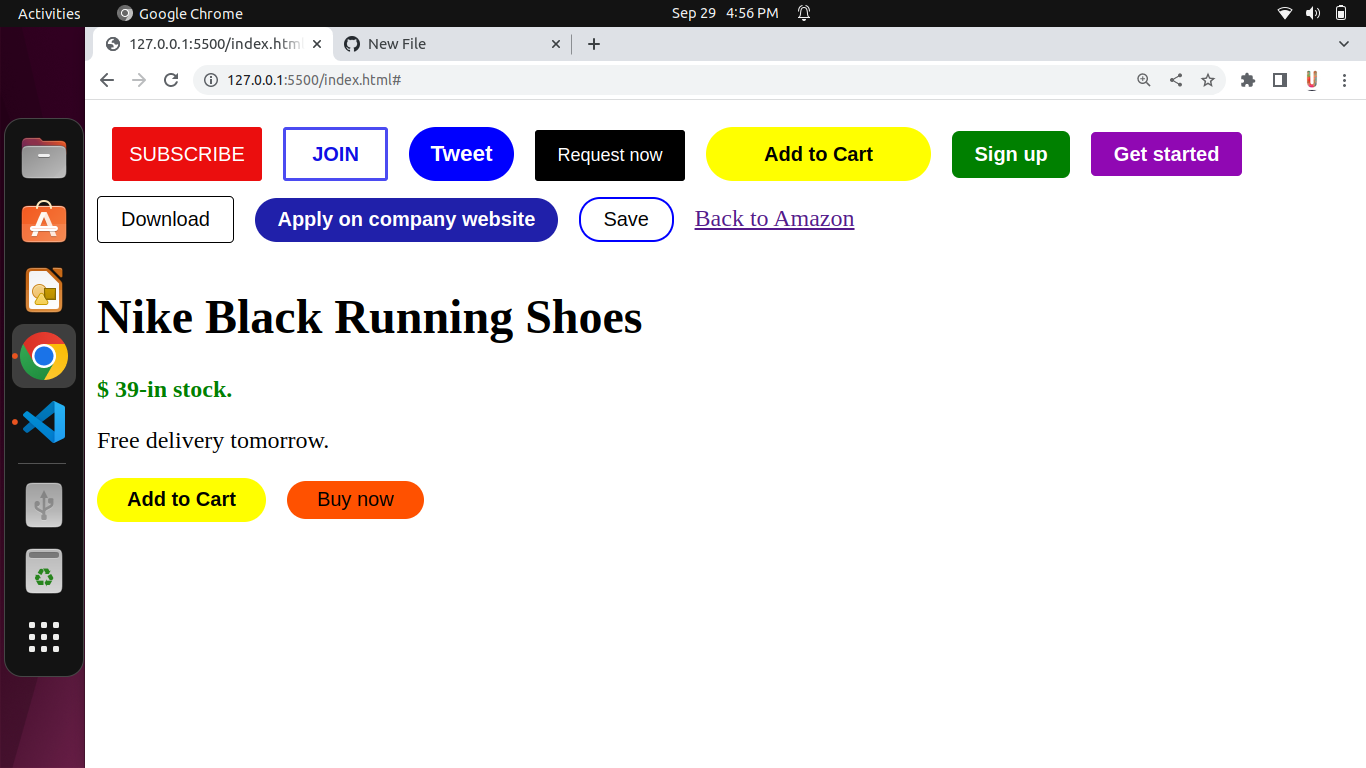 Activities Google Chrome Sep 29 4:56 PM
127.0.0.1:5500/index.html New File
127.0.0.1:5500/index.html#
SUBSCRIBE JOIN Tweet Request now Add to Cart Sign up Get started
Download Apply on company website Save Back to Amazon
Nike Black Running Shoes
$ 39-in stock.
Free delivery tomorrow.
Add to Cart Buy now